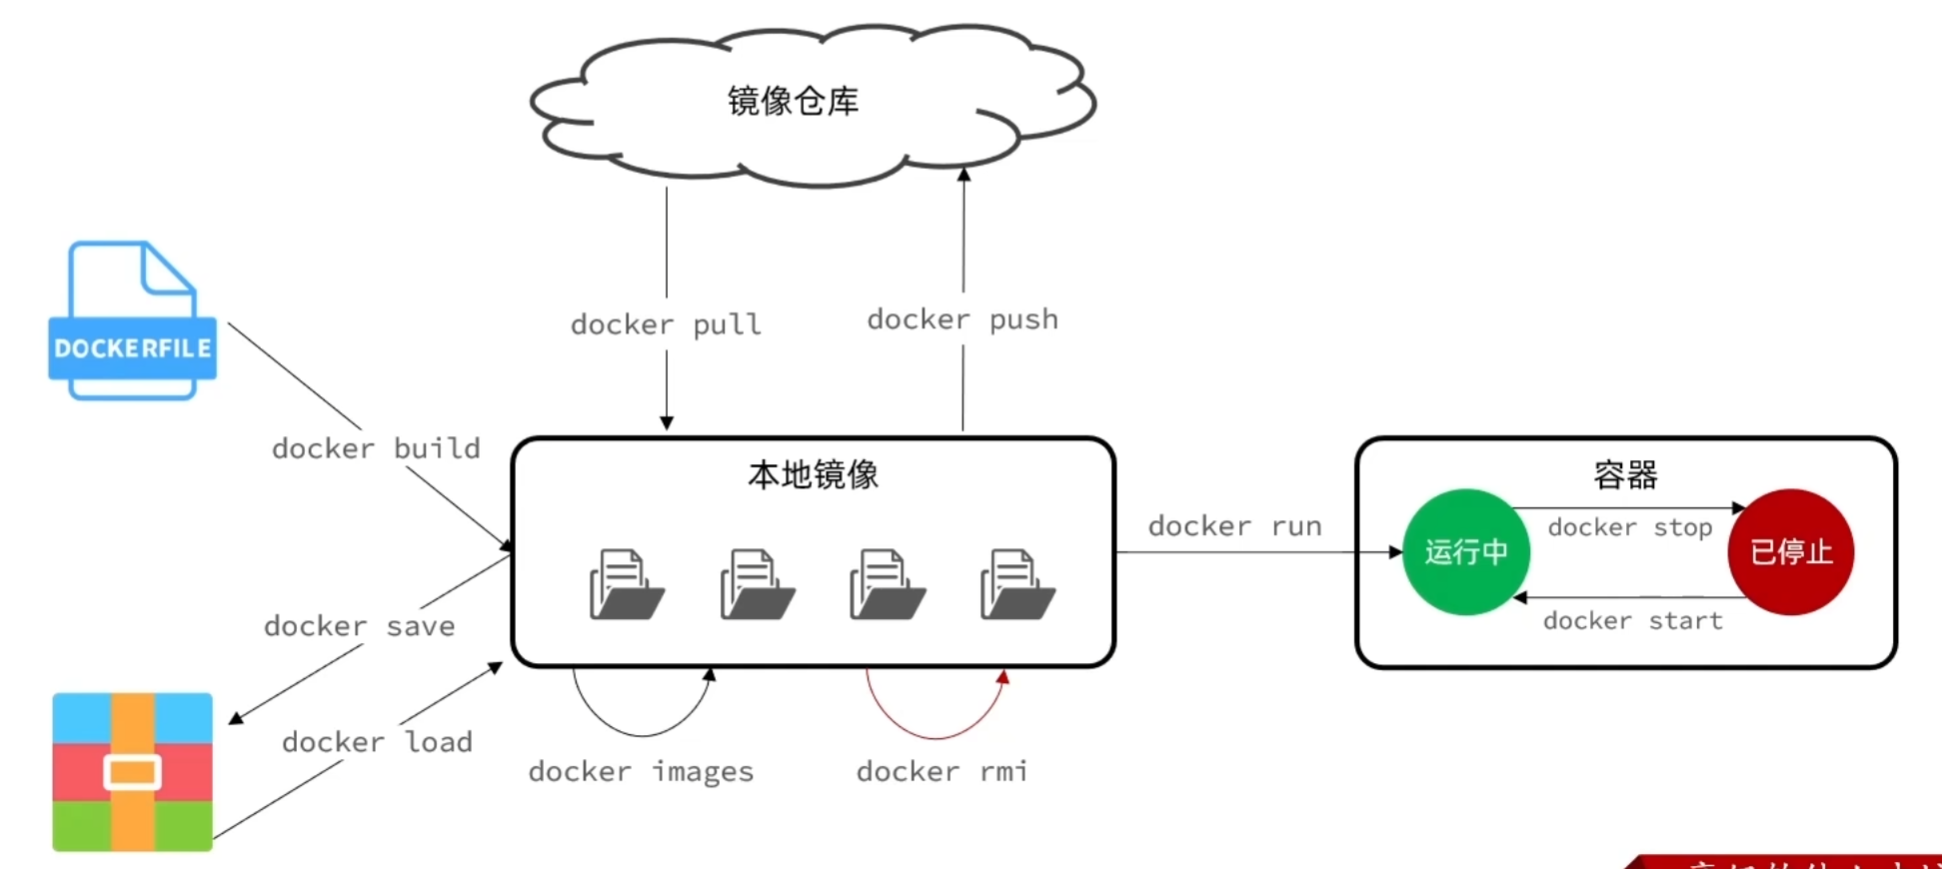 镜像仓库
docker pull
docker push
DOCKERFILE
docker build
本地镜像
容器
docker run
运行中
docker stop
已停止
docker start
docker save
docker load
docker images
docker rmi